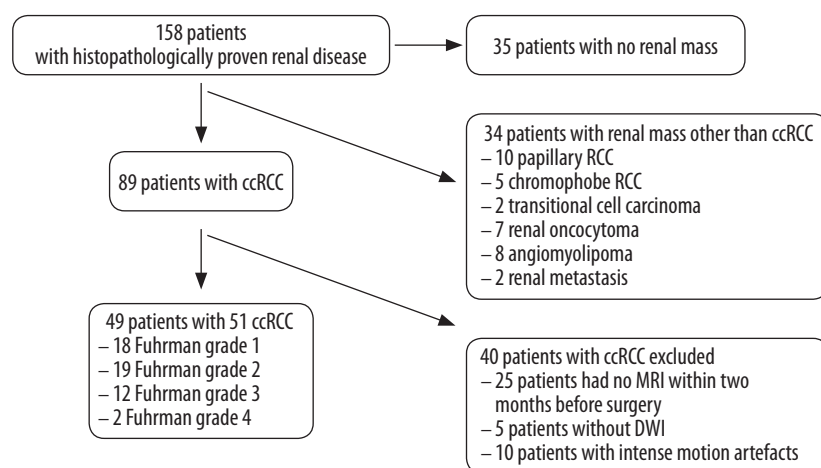 158 patients
with histopathologically proven renal disease
35 patients with no renal mass
34 patients with renal mass other than ccRCC
– 10 papillary RCC
– 5 chromophobe RCC
– 2 transitional cell carcinoma
– 7 renal oncocytoma
– 8 angiomyolipoma
– 2 renal metastasis
89 patients with ccRCC
49 patients with 51 ccRCC
– 18 Fuhrman grade 1
– 19 Fuhrman grade 2
– 12 Fuhrman grade 3
– 2 Fuhrman grade 4
40 patients with ccRCC excluded
– 25 patients had no MRI within two
months before surgery
– 5 patients without DWI
– 10 patients with intense motion artefacts